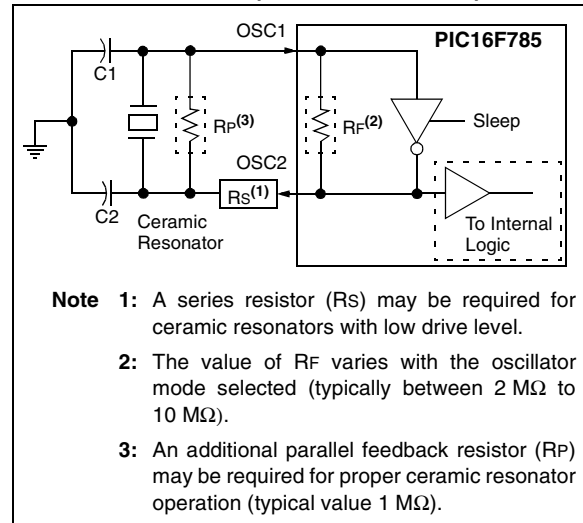 OSC1
PIC16F785
C1
RP(3)
RF(2)
Sleep
OSC2
RS(1)
C2
Ceramic
Resonator
To Internal
Logic
Note 1: A series resistor (RS) may be required for
ceramic resonators with low drive level.
2: The value of RF varies with the oscillator
mode selected (typically between 2 MΩ to
10 MΩ).
3: An additional parallel feedback resistor (RP)
may be required for proper ceramic resonator
operation (typical value 1 MΩ).